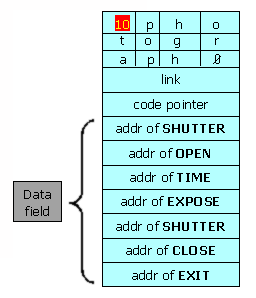 10 p h o
t o g r
a p h 0
link
code pointer
addr of SHUTTER
addr of OPEN
addr of TIME
addr of EXPOSE
addr of SHUTTER
addr of CLOSE
addr of EXIT
Data
field